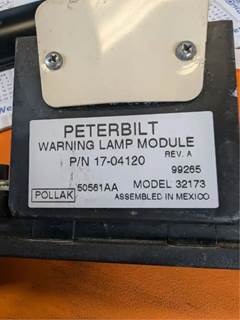 PETERBILT
WARNING LAMP MODULE
P/N 17-04120 REV. A
99265
POLLAK 50561AA MODEL 32173
ASSEMBLED IN MEXICO